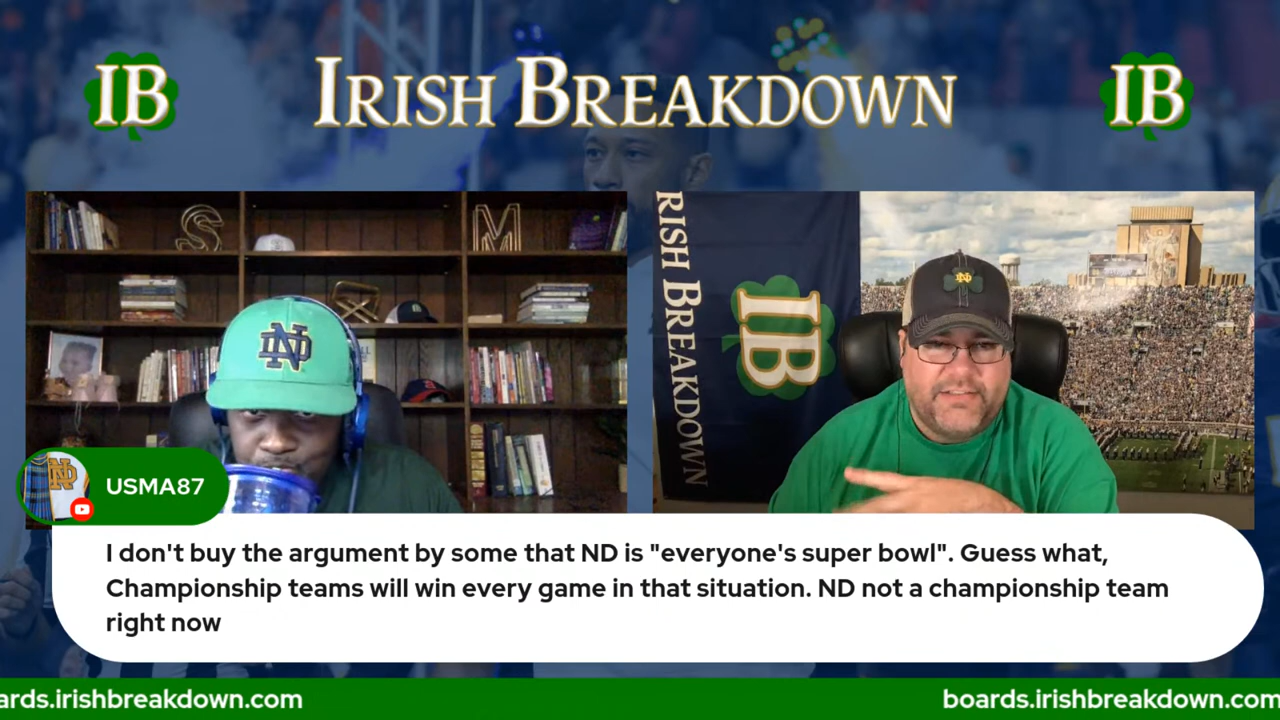 IB
IRISH BREAKDOWN
IB
S
M
ND
ND
IRISH BREAKDOWN
IB
ND
USMA87
I don't buy the argument by some that ND is "everyone's super bowl". Guess what,
Championship teams will win every game in that situation. ND not a championship team
right now
ards.irishbreakdown.com
boards.irishbreakdown.com